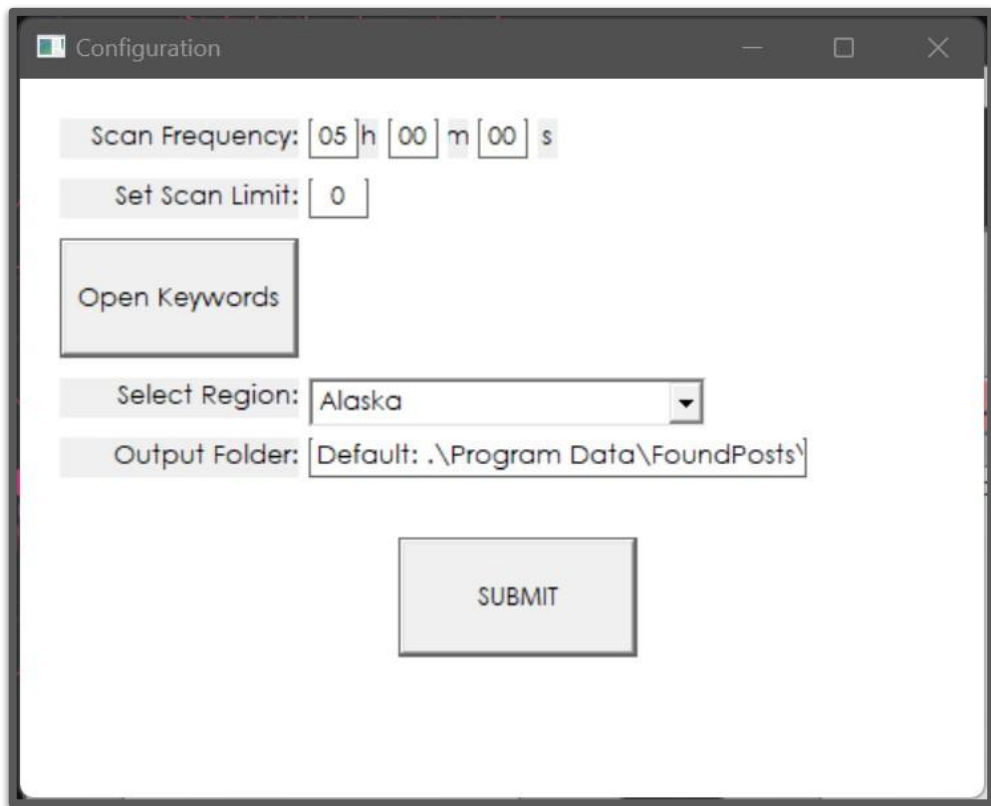 Configuration
Scan Frequency: 05 h 00 m 00 s
Set Scan Limit: 0
Open Keywords
Select Region: Alaska
Output Folder: Default: .\Program Data\FoundPosts\
SUBMIT